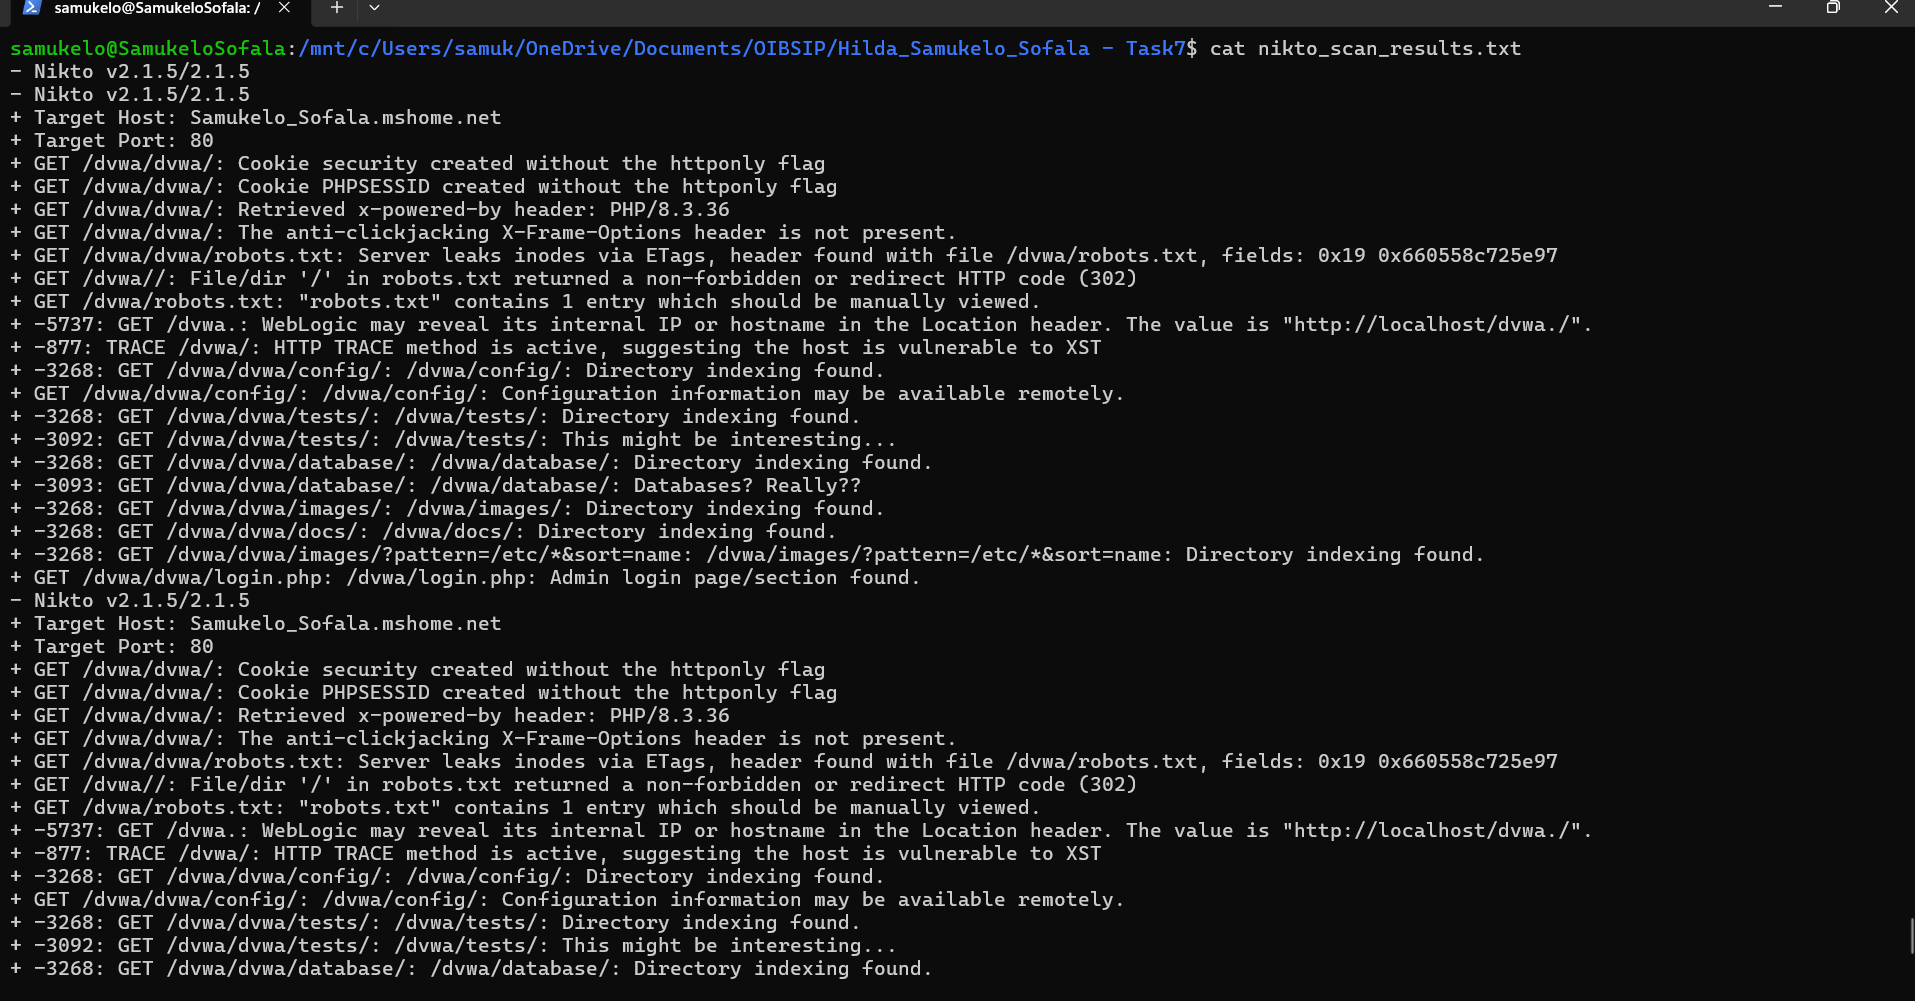 samukelo@SamukeloSofala: /
samukelo@SamukeloSofala:/mnt/c/Users/samuk/OneDrive/Documents/OIBSIP/Hilda_Samukelo_Sofala - Task7$ cat nikto_scan_results.txt
- Nikto v2.1.5/2.1.5
- Nikto v2.1.5/2.1.5
+ Target Host: Samukelo_Sofala.mshome.net
+ Target Port: 80
+ GET /dvwa/dvwa/: Cookie security created without the httponly flag
+ GET /dvwa/dvwa/: Cookie PHPSESSID created without the httponly flag
+ GET /dvwa/dvwa/: Retrieved x-powered-by header: PHP/8.3.36
+ GET /dvwa/dvwa/: The anti-clickjacking X-Frame-Options header is not present.
+ GET /dvwa/dvwa/robots.txt: Server leaks inodes via ETags, header found with file /dvwa/robots.txt, fields: 0x19 0x660558c725e97
+ GET /dvwa//: File/dir '/' in robots.txt returned a non-forbidden or redirect HTTP code (302)
+ GET /dvwa/robots.txt: "robots.txt" contains 1 entry which should be manually viewed.
+ -5737: GET /dvwa.: WebLogic may reveal its internal IP or hostname in the Location header. The value is "http://localhost/dvwa./".
+ -877: TRACE /dvwa/: HTTP TRACE method is active, suggesting the host is vulnerable to XST
+ -3268: GET /dvwa/dvwa/config/: /dvwa/config/: Directory indexing found.
+ GET /dvwa/dvwa/config/: /dvwa/config/: Configuration information may be available remotely.
+ -3268: GET /dvwa/dvwa/tests/: /dvwa/tests/: Directory indexing found.
+ -3092: GET /dvwa/dvwa/tests/: /dvwa/tests/: This might be interesting...
+ -3268: GET /dvwa/dvwa/database/: /dvwa/database/: Directory indexing found.
+ -3093: GET /dvwa/dvwa/database/: /dvwa/database/: Databases? Really??
+ -3268: GET /dvwa/dvwa/images/: /dvwa/images/: Directory indexing found.
+ -3268: GET /dvwa/dvwa/docs/: /dvwa/docs/: Directory indexing found.
+ -3268: GET /dvwa/dvwa/images/?pattern=/etc/*&sort=name: /dvwa/images/?pattern=/etc/*&sort=name: Directory indexing found.
+ GET /dvwa/dvwa/login.php: /dvwa/login.php: Admin login page/section found.
- Nikto v2.1.5/2.1.5
+ Target Host: Samukelo_Sofala.mshome.net
+ Target Port: 80
+ GET /dvwa/dvwa/: Cookie security created without the httponly flag
+ GET /dvwa/dvwa/: Cookie PHPSESSID created without the httponly flag
+ GET /dvwa/dvwa/: Retrieved x-powered-by header: PHP/8.3.36
+ GET /dvwa/dvwa/: The anti-clickjacking X-Frame-Options header is not present.
+ GET /dvwa/dvwa/robots.txt: Server leaks inodes via ETags, header found with file /dvwa/robots.txt, fields: 0x19 0x660558c725e97
+ GET /dvwa//: File/dir '/' in robots.txt returned a non-forbidden or redirect HTTP code (302)
+ GET /dvwa/robots.txt: "robots.txt" contains 1 entry which should be manually viewed.
+ -5737: GET /dvwa.: WebLogic may reveal its internal IP or hostname in the Location header. The value is "http://localhost/dvwa./".
+ -877: TRACE /dvwa/: HTTP TRACE method is active, suggesting the host is vulnerable to XST
+ -3268: GET /dvwa/dvwa/config/: /dvwa/config/: Directory indexing found.
+ GET /dvwa/dvwa/config/: /dvwa/config/: Configuration information may be available remotely.
+ -3268: GET /dvwa/dvwa/tests/: /dvwa/tests/: Directory indexing found.
+ -3092: GET /dvwa/dvwa/tests/: /dvwa/tests/: This might be interesting...
+ -3268: GET /dvwa/dvwa/database/: /dvwa/database/: Directory indexing found.